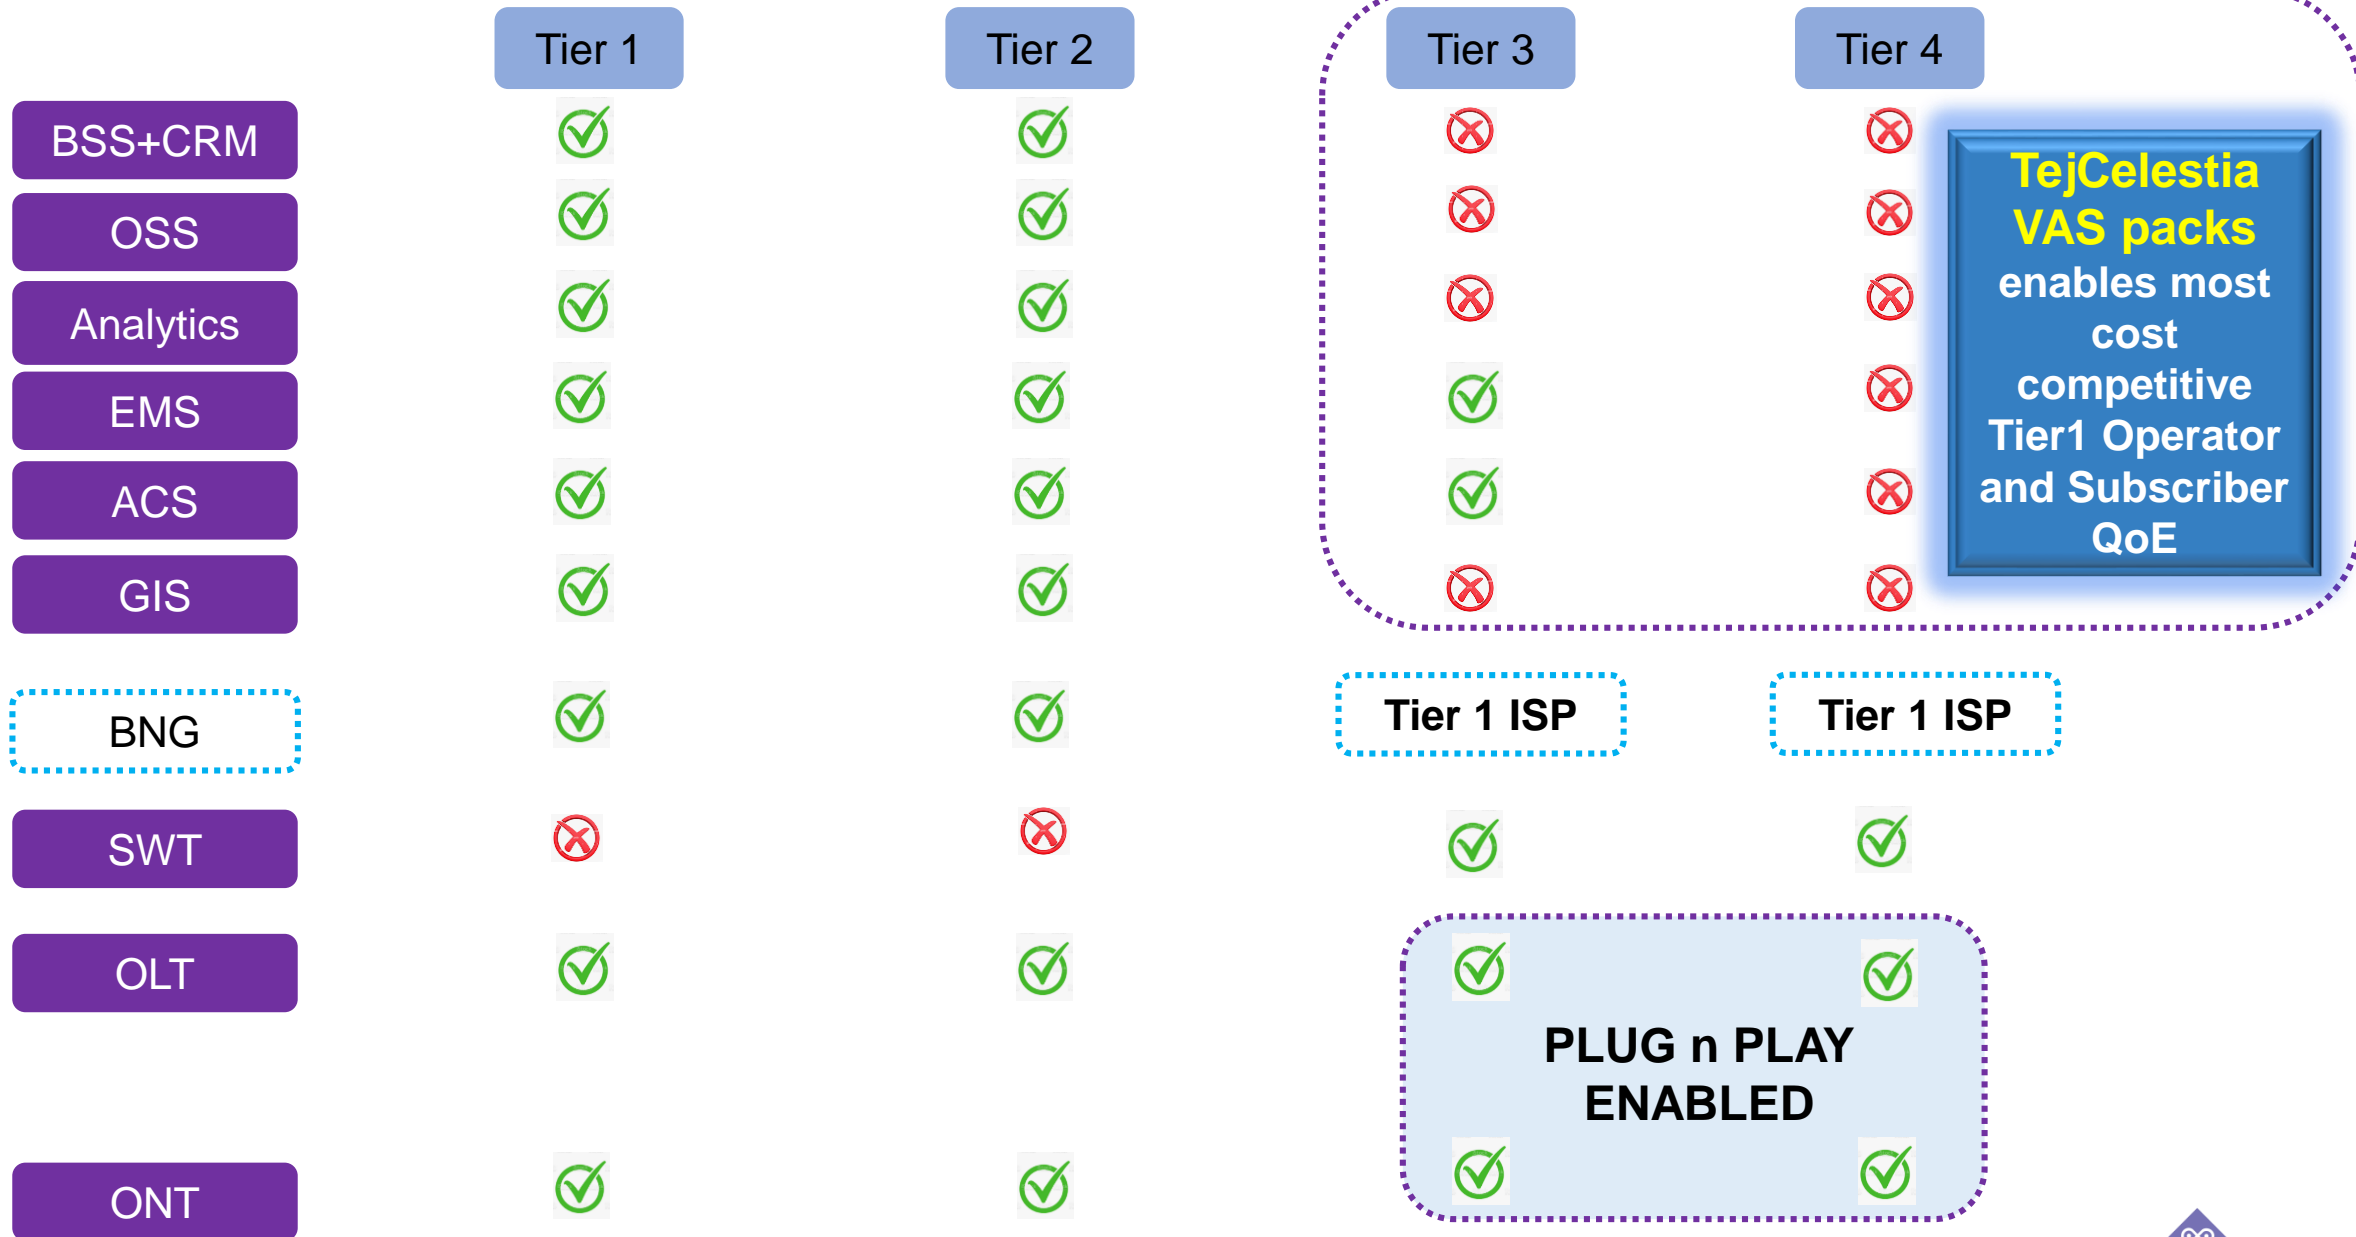 Tier 1
Tier 2
Tier 3
Tier 4
BSS+CRM
OSS
Analytics
EMS
ACS
GIS
TejCelestia
VAS packs
enables most
cost
competitive
Tier1 Operator
and Subscriber
QoE
BNG
Tier 1 ISP
Tier 1 ISP
SWT
OLT
PLUG n PLAY
ENABLED
ONT